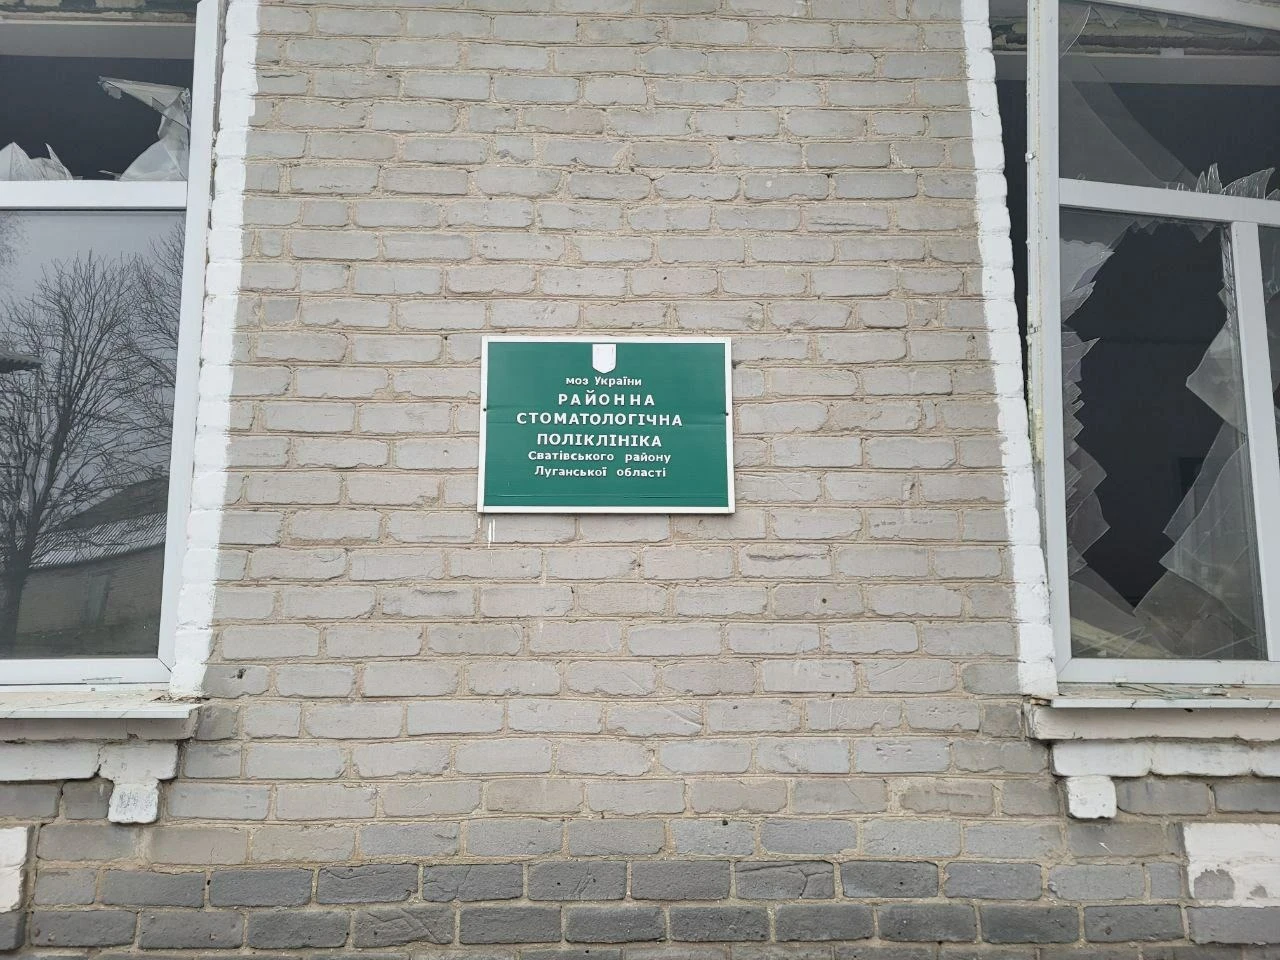 моз України
РАЙОННА
СТОМАТОЛОГІЧНА
ПОЛІКЛІНІКА
Сватівського району
Луганської області